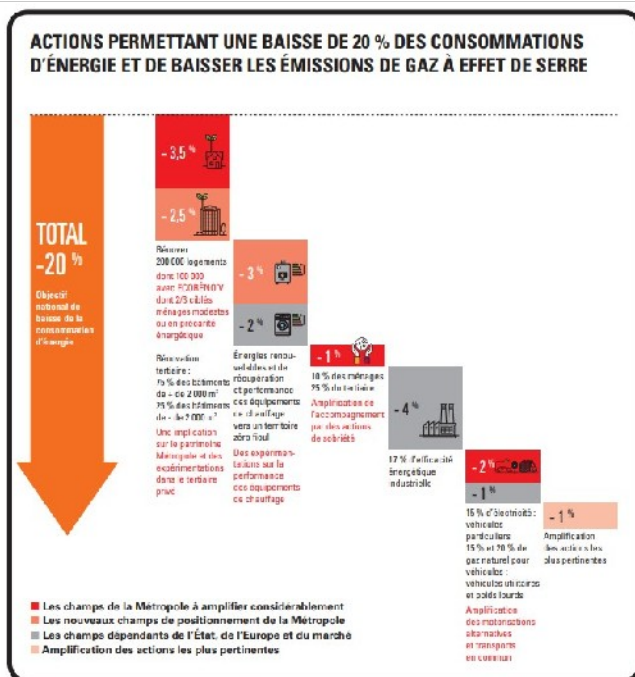 ACTIONS PERMETTANT UNE BAISSE DE 20 % DES CONSOMMATIONS
D'ÉNERGIE ET DE BAISSER LES ÉMISSIONS DE GAZ À EFFET DE SERRE
TOTAL
-20 %
Objectif
national de
baisse de la
consommation
d'énergie
- 3,5 %
- 2,5 %
Rénover
200 000 logements
dont 100 000
avec ECORÉNO'V
dont 2/3 ciblés
ménages modestes
ou en précarité
énergétique
Rénovation
tertiaire :
75 % des bâtiments
de + de 2 000 m²
25 % des bâtiments
de - de 2 000 m²
Une implication
sur le patrimoine
Métropole et des
expérimentations
dans le tertiaire
privé
- 3 %
- 2 %
Énergies renou-
velables et de
récupération
et performance
des équipements
de chauffage
vers un territoire
zéro fioul
Des expérimen-
tations sur la
performance
des équipements
de chauffage
- 1 %
10 % des ménages
25 % du tertiaire
Amplification de
l'accompagnement
par des actions
de sobriété
- 4 %
17 % d'efficacité
énergétique
industrielle
- 2 %
- 1 %
15 % d'électricité :
véhicules
particuliers
15 % et 20 % de
gaz naturel pour
véhicules :
véhicules utilitaires
et poids lourds
Amplification
des motorisations
alternatives
et transports
en commun
- 1 %
Amplification
des actions les
plus pertinentes
Les champs de la Métropole à amplifier considérablement
Les nouveaux champs de positionnement de la Métropole
Les champs dépendants de l'État, de l'Europe et du marché
Amplification des actions les plus pertinentes